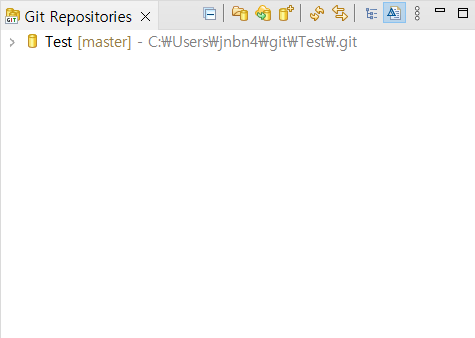 Git Repositories
Test [master] - C:₩Users₩jnbn4₩git₩Test₩.git